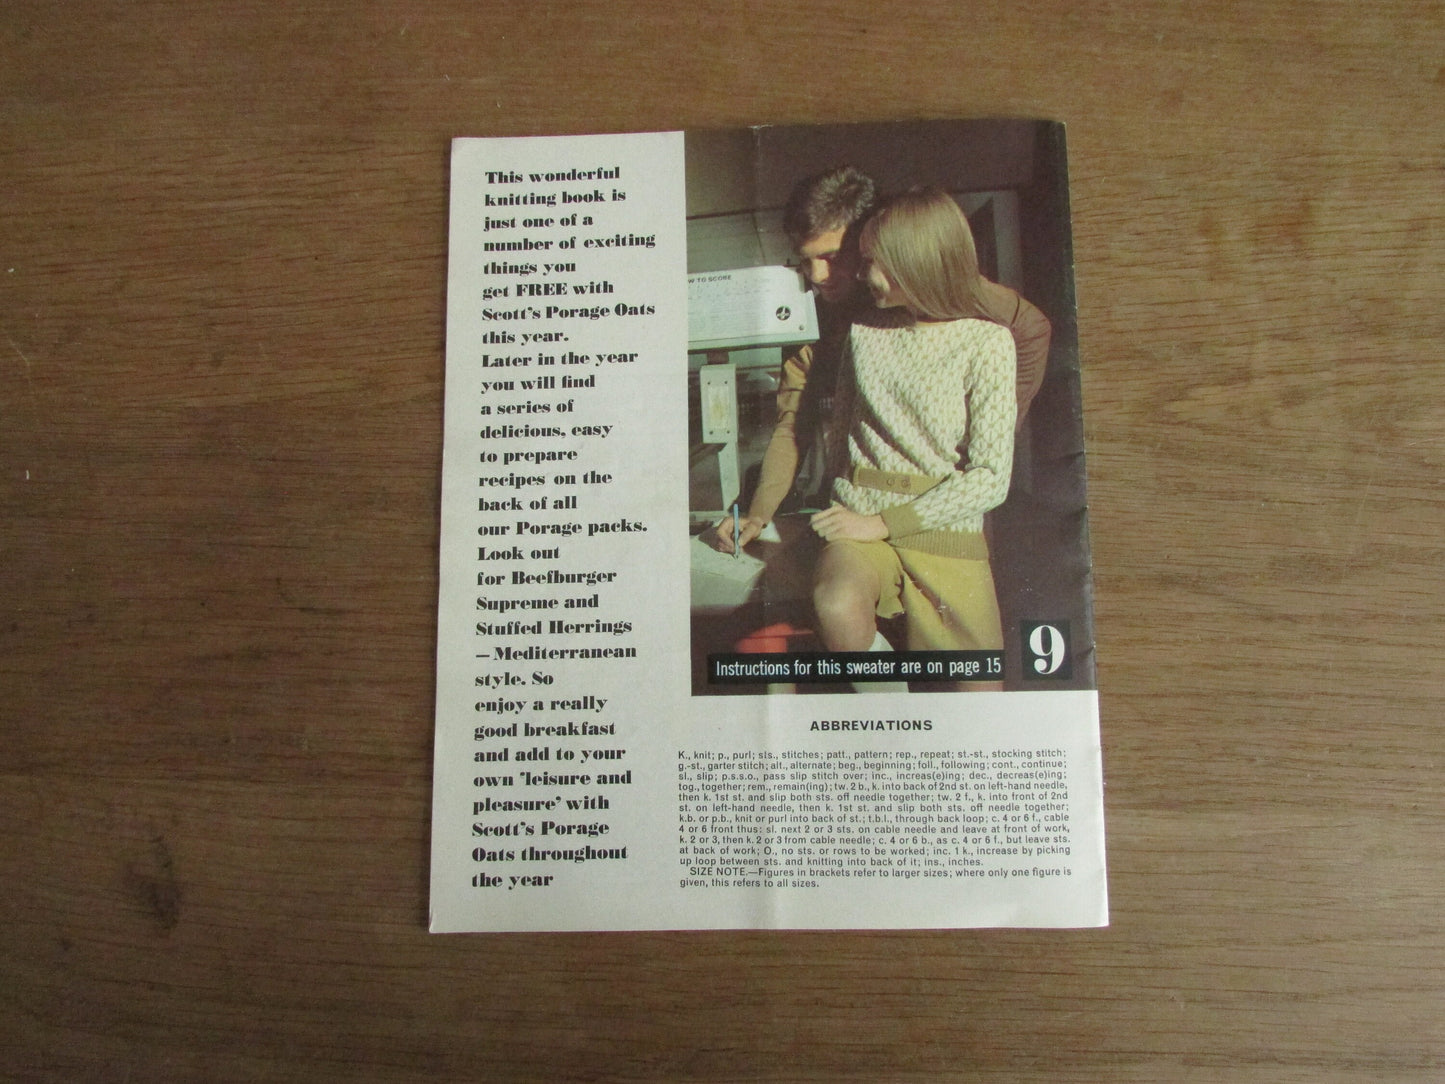 This wonderful
knitting book is
just one of a
number of exciting
things you
get FREE with
Scott's Porage Oats
this year.
Later in the year
you will find
a series of
delicious, easy
to prepare
recipes on the
back of all
our Porage packs.
Look out
for Beefburger
Supreme and
Stuffed Herrings
—Mediterranean
style. So
enjoy a really
good breakfast
and add to your
own 'leisure and
pleasure' with
Scott's Porage
Oats throughout
the year
W TO SCORE
Instructions for this sweater are on page 15
9
ABBREVIATIONS
K., knit; p., purl; sts., stitches; patt., pattern; rep., repeat; st.-st., stocking stitch;
g.-st., garter stitch; alt., alternate; beg., beginning; foll., following; cont., continue;
sl., slip; p.s.s.o., pass slip stitch over; inc., increas(e)ing; dec., decreas(e)ing;
tog., together; rem., remain(ing); tw. 2 b., k. into back of 2nd st. on left-hand needle,
then k. 1st st. and slip both sts. off needle together; tw. 2 f., k. into front of 2nd
st. on left-hand needle, then k. 1st st. and slip both sts. off needle together;
k.b. or p.b., knit or purl into back of st.; t.b.l., through back loop; c. 4 or 6 f., cable
4 or 6 front thus: sl. next 2 or 3 sts. on cable needle and leave at front of work,
k. 2 or 3, then k. 2 or 3 from cable needle; c. 4 or 6 b., as c. 4 or 6 f., but leave sts.
at back of work; O., no sts. or rows to be worked; inc. 1 k., increase by picking
up loop between sts. and knitting into back of it; ins., inches.
SIZE NOTE.—Figures in brackets refer to larger sizes; where only one figure is
given, this refers to all sizes.